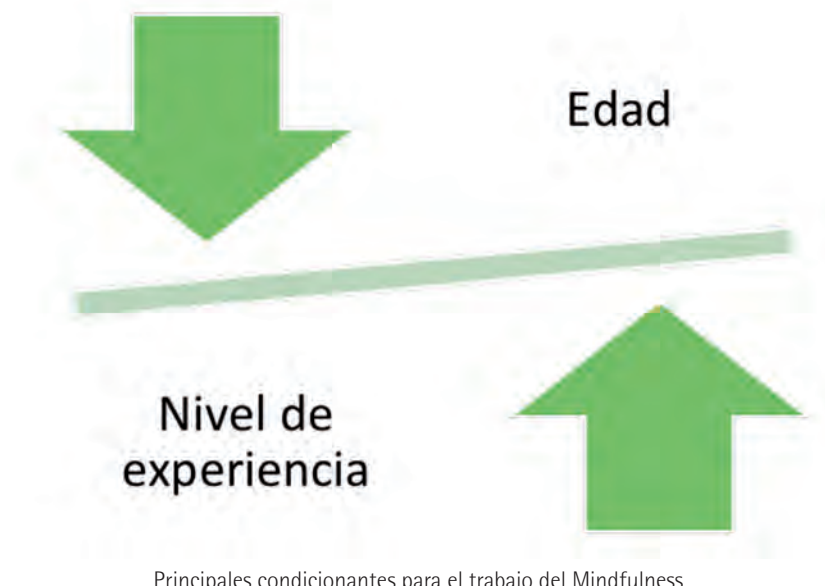 Edad
Nivel de
experiencia
Principales condicionantes para el trabajo del Mindfulness